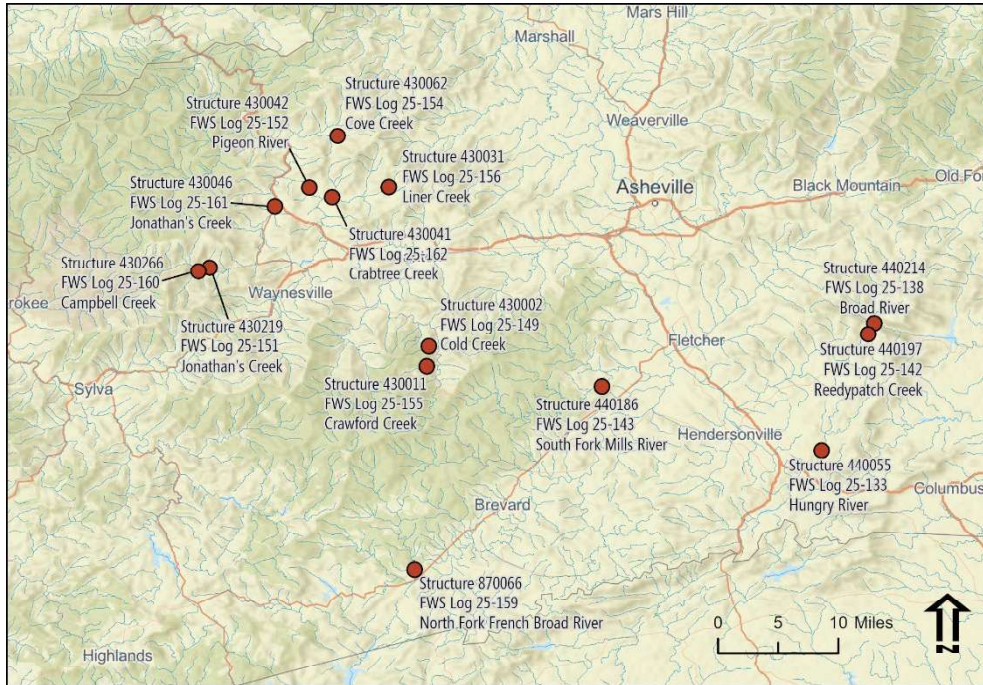 Mars Hill
Marshall
Weaverville
Asheville
Black Mountain
Old For
Structure 430062
FWS Log 25-154
Cove Creek
Structure 430042
FWS Log 25-152
Pigeon River
Structure 430031
FWS Log 25-156
Liner Creek
Structure 430046
FWS Log 25-161
Jonathan's Creek
Structure 430041
FWS Log 25-162
Crabtree Creek
Structure 430266
FWS Log 25-160
Campbell Creek
erokee
Waynesville
Structure 430219
FWS Log 25-151
Jonathan's Creek
Sylva
Structure 430002
FWS Log 25-149
Cold Creek
Structure 430011
FWS Log 25-155
Crawford Creek
Fletcher
Structure 440214
FWS Log 25-138
Broad River
Structure 440197
FWS Log 25-142
Reedypatch Creek
Structure 440186
FWS Log 25-143
South Fork Mills River
Hendersonville
Structure 440055
FWS Log 25-133
Hungry River
Columbus
Brevard
Structure 870066
FWS Log 25-159
North Fork French Broad River
Highlands
0 5 10 Miles
N